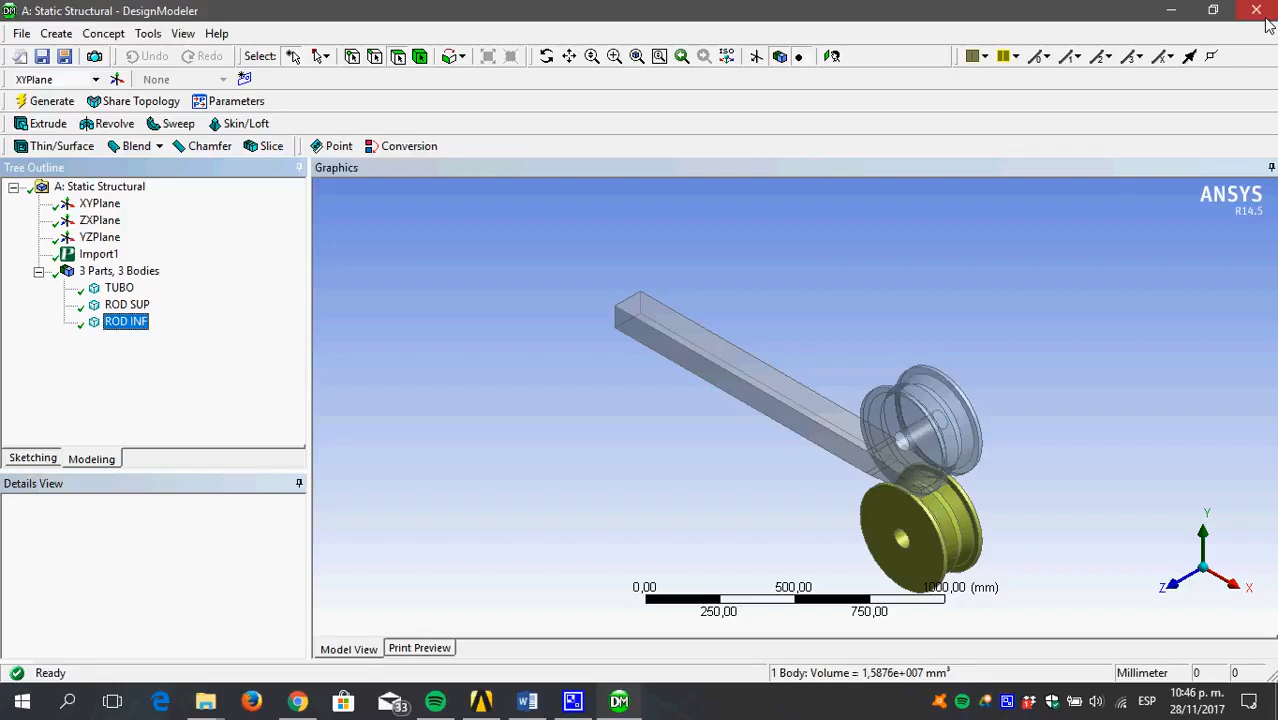 A: Static Structural - DesignModeler
File Create Concept Tools View Help
Undo Redo Select:
XYPlane None
Generate Share Topology Parameters
Extrude Revolve Sweep Skin/Loft
Thin/Surface Blend Chamfer Slice Point Conversion
Tree Outline
Graphics
A: Static Structural
XYPlane
ZXPlane
YZPlane
Import1
3 Parts, 3 Bodies
TUBO
ROD SUP
ROD INF
Sketching Modeling
Details View
ANSYS
R14.5
Y
Z
X
0,00 500,00 1000,00 (mm)
250,00 750,00
Model View Print Preview
Ready
1 Body: Volume = 1,5876e+007 mm³
Millimeter 0 0
33
ESP
10:46 p. m.
28/11/2017